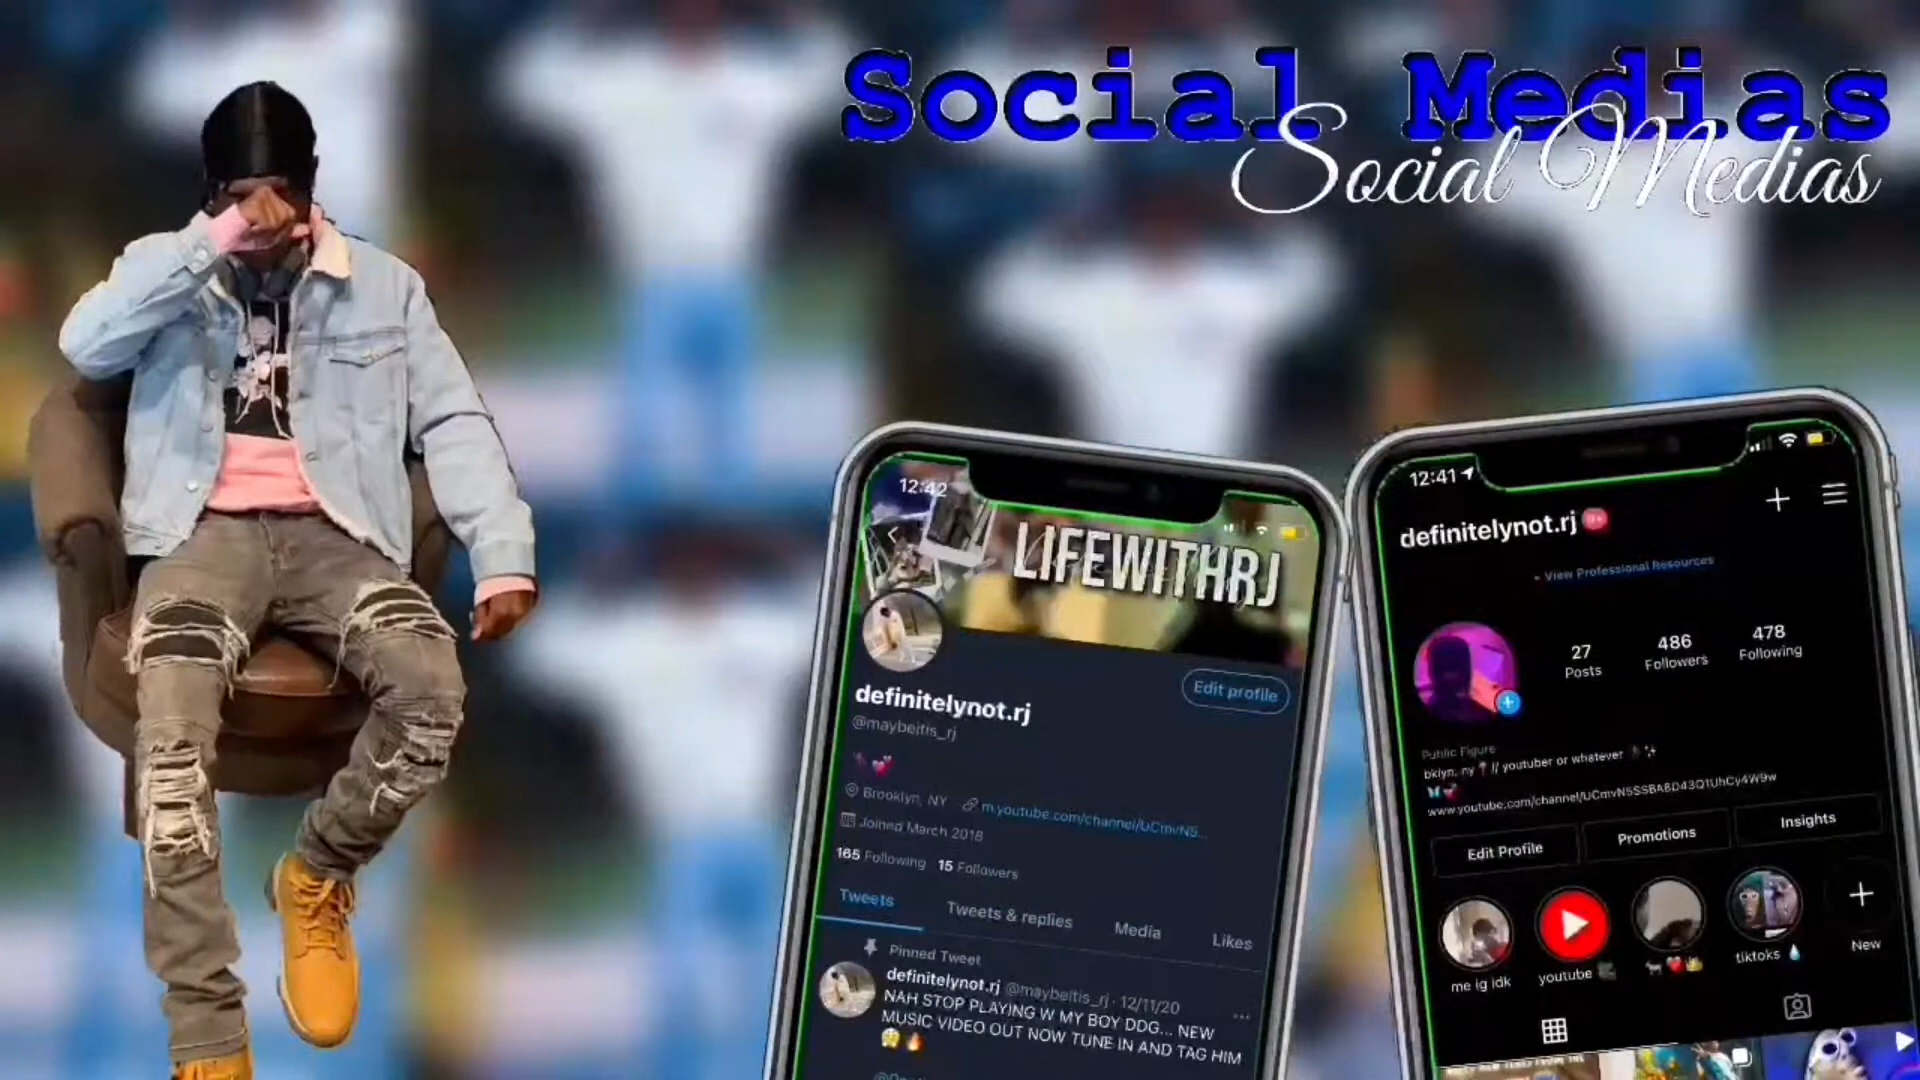 Social Medias
Social Medias
12:42
LIFEWITHRJ
Edit profile
definitelynot.rj
@maybeitis_rj
Brooklyn, NY m.youtube.com/channel/UCmvN5...
Joined March 2018
165 Following 15 Followers
Tweets Tweets & replies Media Likes
Pinned Tweet
definitelynot.rj @maybeitis_rj · 12/11/20
NAH STOP PLAYING W MY BOY DDG... NEW
MUSIC VIDEO OUT NOW TUNE IN AND TAG HIM
12:41
definitelynot.rj
View Professional Resources
27 486 478
Posts Followers Following
Public Figure
bklyn, ny // youtuber or whatever
Edit Profile Promotions Insights
me ig idk youtube tiktoks New